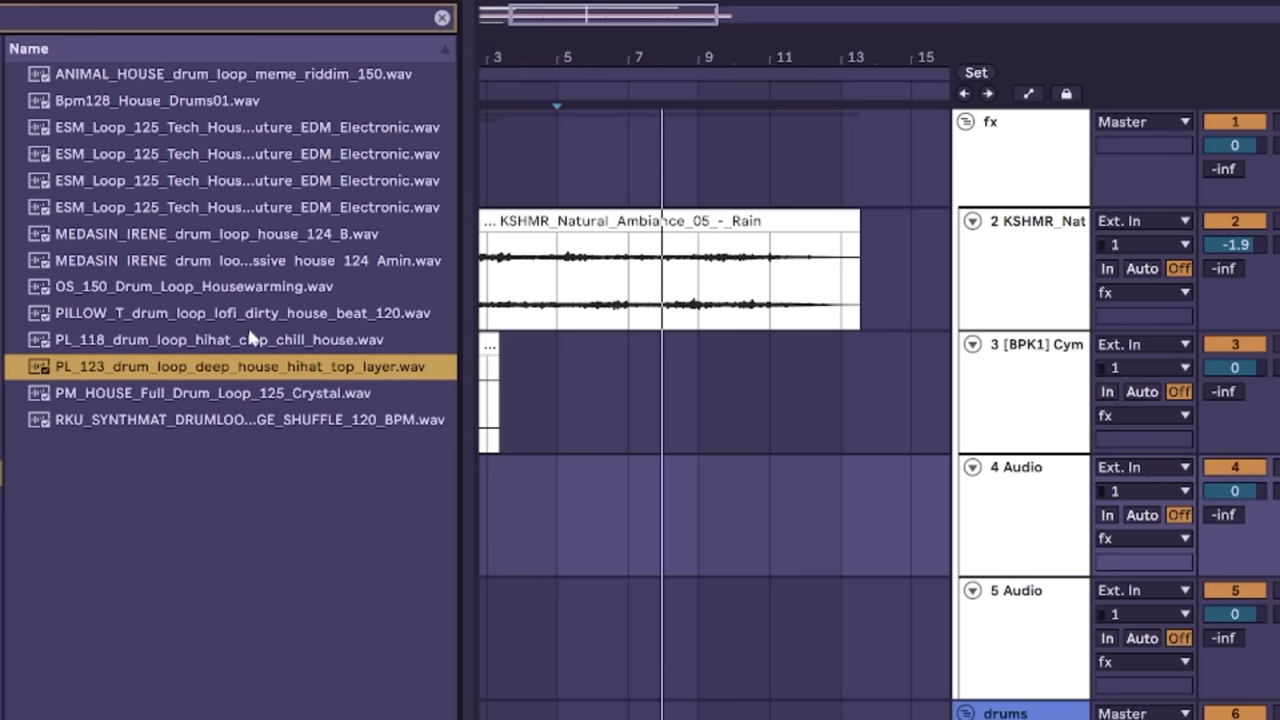 Name
ANIMAL_HOUSE_drum_loop_meme_riddim_150.wav
Bpm128_House_Drums01.wav
ESM_Loop_125_Tech_Hous...uture_EDM_Electronic.wav
ESM_Loop_125_Tech_Hous...uture_EDM_Electronic.wav
ESM_Loop_125_Tech_Hous...uture_EDM_Electronic.wav
ESM_Loop_125_Tech_Hous...uture_EDM_Electronic.wav
MEDASIN_IRENE_drum_loop_house_124_B.wav
MEDASIN_IRENE_drum_loo...ssive_house_124_Amin.wav
OS_150_Drum_Loop_Housewarming.wav
PILLOW_T_drum_loop_lofi_dirty_house_beat_120.wav
PL_118_drum_loop_hihat_clap_chill_house.wav
PL_123_drum_loop_deep_house_hihat_top_layer.wav
PM_HOUSE_Full_Drum_Loop_125_Crystal.wav
RKU_SYNTHMAT_DRUMLOO...GE_SHUFFLE_120_BPM.wav
3 5 7 9 11 13 15
Set
fx Master 1
0
-inf
... KSHMR_Natural_Ambiance_05_-_Rain
2 KSHMR_Nat Ext. In 2
1 -1.9
In Auto Off -inf
fx
...
3 [BPK1] Cym Ext. In 3
1 0
In Auto Off -inf
fx
4 Audio Ext. In 4
1 0
In Auto Off -inf
fx
5 Audio Ext. In 5
1 0
In Auto Off -inf
fx
drums Master 6